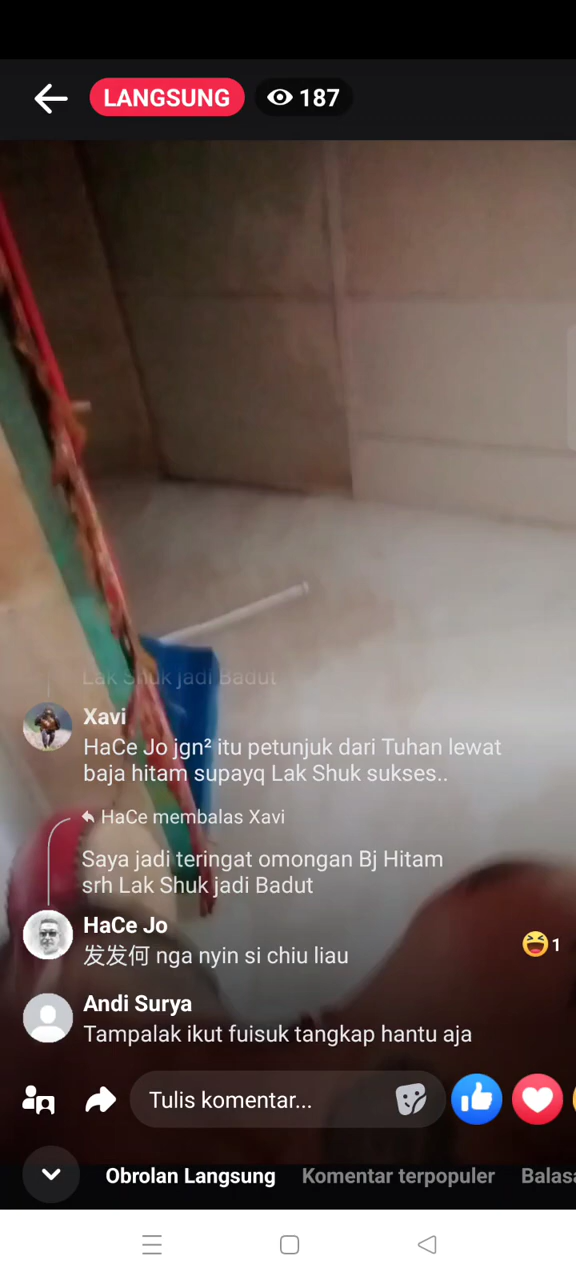 LANGSUNG
187
Lak Shuk jadi Badut
Xavi
HaCe Jo jgn² itu petunjuk dari Tuhan lewat
baja hitam supayq Lak Shuk sukses..
HaCe membalas Xavi
Saya jadi teringat omongan Bj Hitam
srh Lak Shuk jadi Badut
HaCe Jo
发发何 nga nyin si chiu liau
1
Andi Surya
Tampalak ikut fuisuk tangkap hantu aja
Tulis komentar...
Obrolan Langsung
Komentar terpopuler
Balasa